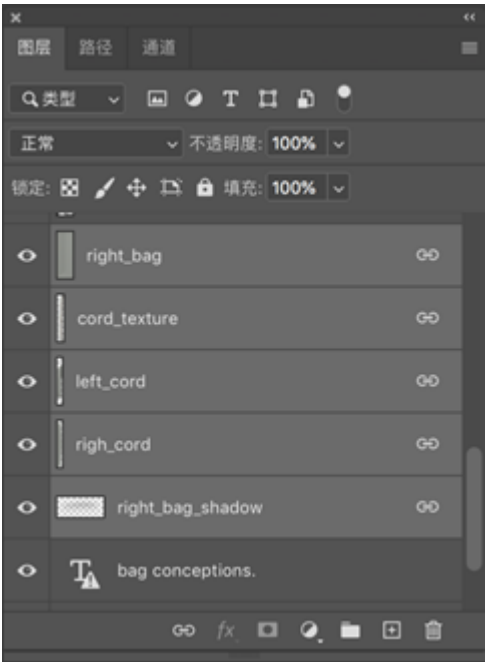 图层 路径 通道
类型
正常 不透明度: 100%
锁定: 填充: 100%
right_bag
cord_texture
left_cord
righ_cord
right_bag_shadow
bag conceptions.
fx